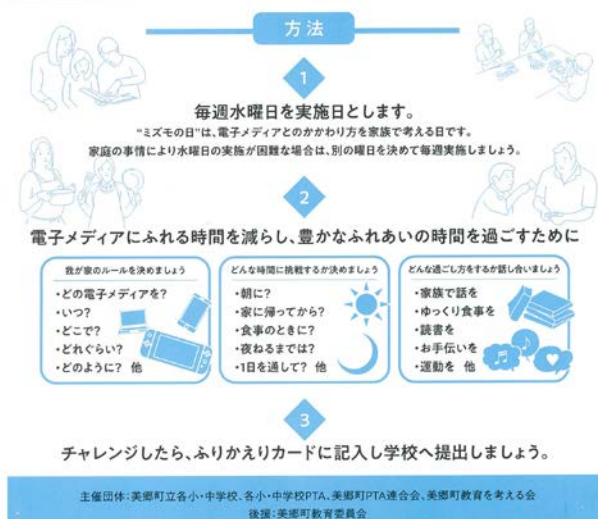 方法
1
毎週水曜日を実施日とします。
“ミズモの日”は、電子メディアとのかかわり方を家族で考える日です。
家庭の事情により水曜日の実施が困難な場合は、別の曜日を決めて毎週実施しましょう。
2
電子メディアにふれる時間を減らし、豊かなふれあいの時間を過ごすために
我が家のルールを決めましょう
・どの電子メディアを?
・いつ?
・どこで?
・どれぐらい?
・どのように? 他
どんな時間に挑戦するか決めましょう
・朝に?
・家に帰ってから?
・食事のときに?
・夜ねるまでは?
・1日を通して? 他
どんな過ごし方をするか話し合いましょう
・家族で話を
・ゆっくり食事を
・読書を
・お手伝いを
・運動を 他
3
チャレンジしたら、ふりかえりカードに記入し学校へ提出しましょう。
主催団体:美郷町立各小・中学校、各小・中学校PTA、美郷町PTA連合会、美郷町教育を考える会
後援:美郷町教育委員会